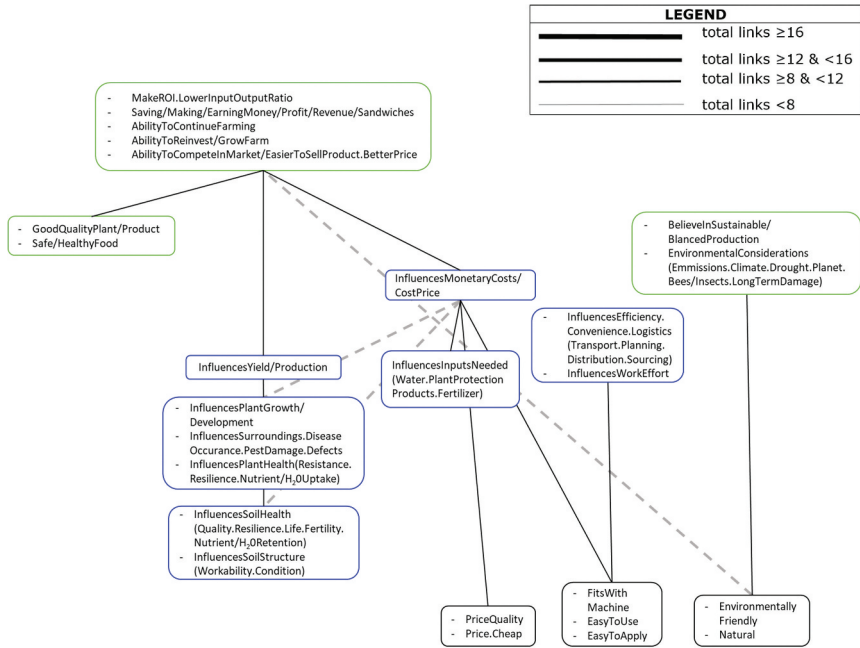 LEGEND
total links ≥16
total links ≥12 & <16
total links ≥8 & <12
total links <8
- MakeROI.LowerInputOutputRatio
- Saving/Making/EarningMoney/Profit/Revenue/Sandwiches
- AbilityToContinueFarming
- AbilityToReinvest/GrowFarm
- AbilityToCompeteInMarket/EasierToSellProduct.BetterPrice
- GoodQualityPlant/Product
- Safe/HealthyFood
- BelieveInSustainable/
BlancedProduction
- EnvironmentalConsiderations
(Emmissions.Climate.Drought.Planet.
Bees/Insects.LongTermDamage)
InfluencesMonetaryCosts/
CostPrice
- InfluencesEfficiency.
Convenience.Logistics
(Transport.Planning.
Distribution.Sourcing)
- InfluencesWorkEffort
InfluencesYield/Production
InfluencesInputsNeeded
(Water.PlantProtection
Products.Fertilizer)
- InfluencesPlantGrowth/
Development
- InfluencesSurroundings.Disease
Occurance.PestDamage.Defects
- InfluencesPlantHealth(Resistance.
Resilience.Nutrient/H₂0Uptake)
- InfluencesSoilHealth
(Quality.Resilience.Life.Fertility.
Nutrient/H₂0Retention)
- InfluencesSoilStructure
(Workability.Condition)
- PriceQuality
- Price.Cheap
- FitsWith
Machine
- EasyToUse
- EasyToApply
- Environmentally
Friendly
- Natural